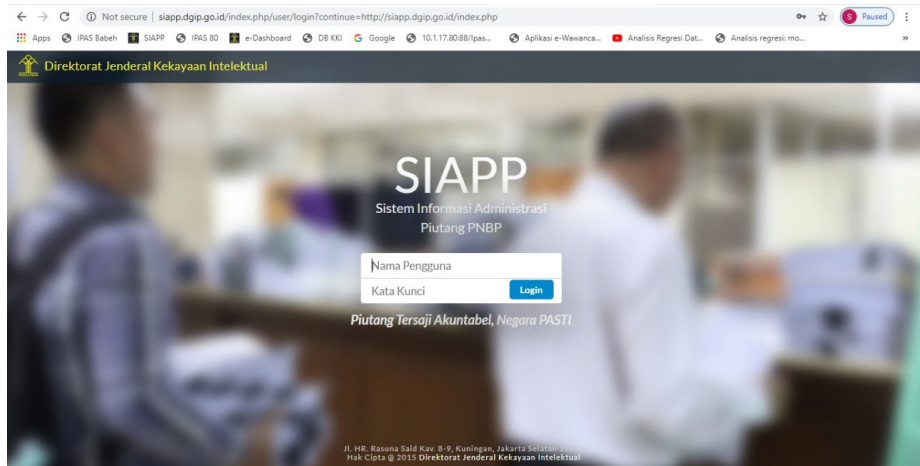 Not secure | siapp.dgip.go.id/index.php/user/login?continue=http://siapp.dgip.go.id/index.php
S Paused
Apps IPAS Babeh SIAPP IPAS 80 e-Dashboard DB KKI Google 10.1.17.80:88/Ipas... Aplikasi e-Wawanca... Analisis Regresi Dat... Analisis regresi: mo... »
Direktorat Jenderal Kekayaan Intelektual
SIAPP
Sistem Informasi Administrasi
Piutang PNBP
Nama Pengguna
Kata Kunci Login
Piutang Tersaji Akuntabel, Negara PASTI
Jl. HR. Rasuna Said Kav. 8-9, Kuningan, Jakarta Selatan
Hak Cipta @ 2015 Direktorat Jenderal Kekayaan Intelektual